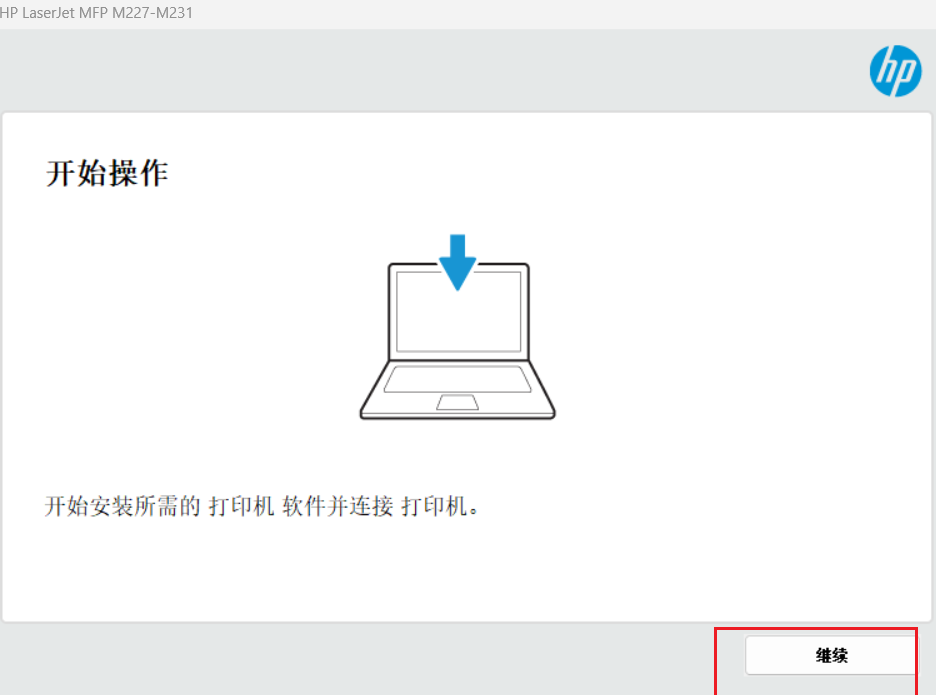 HP LaserJet MFP M227-M231
hp
开始操作
开始安装所需的 打印机 软件并连接 打印机。
继续